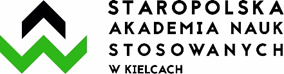 STAROPOLSKA
AKADEMIA NAUK
STOSOWANYCH
W KIELCACH